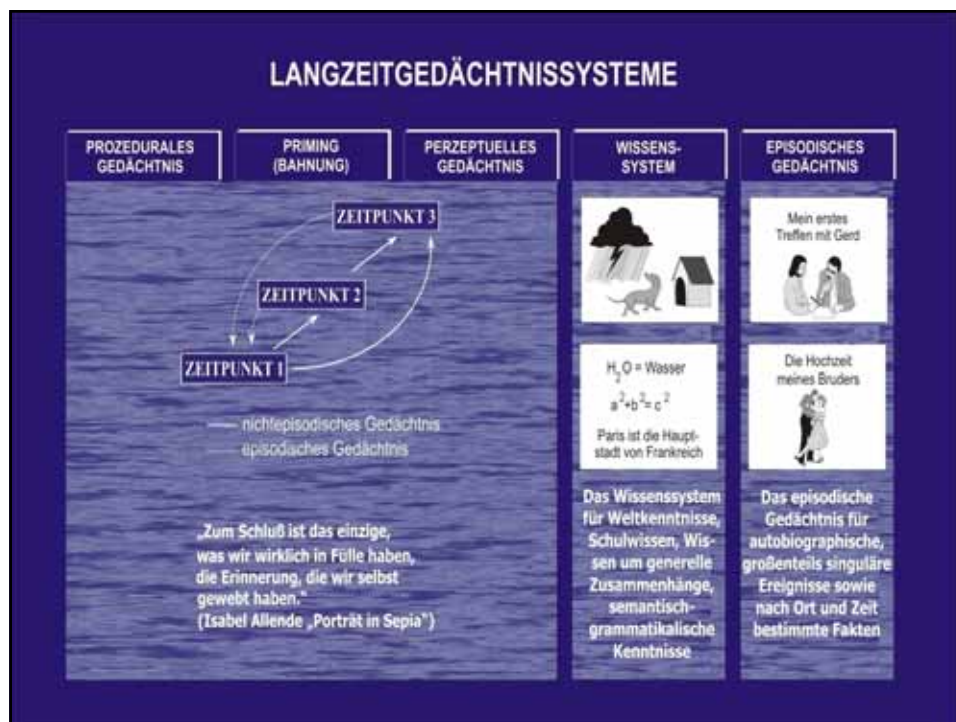 LANGZEITGEDÄCHTNISSYSTEME
PROZEDURALES
GEDÄCHTNIS
PRIMING
(BAHNUNG)
PERZEPTUELLES
GEDÄCHTNIS
WISSENS-
SYSTEM
EPISODISCHES
GEDÄCHTNIS
ZEITPUNKT 3
ZEITPUNKT 2
ZEITPUNKT 1
nichtepisodisches Gedächtnis
episodisches Gedächtnis
„Zum Schluß ist das einzige,
was wir wirklich in Fülle haben,
die Erinnerung, die wir selbst
gewebt haben.“
(Isabel Allende „Porträt in Sepia“)
H₂O = Wasser
a²+b²=c²
Paris ist die Haupt-
stadt von Frankreich
Das Wissenssystem
für Weltkenntnisse,
Schulwissen, Wis-
sen um generelle
Zusammenhänge,
semantisch-
grammatikalische
Kenntnisse
Mein erstes
Treffen mit Gerd
Die Hochzeit
meines Bruders
Das episodische
Gedächtnis für
autobiographische,
großenteils singuläre
Ereignisse sowie
nach Ort und Zeit
bestimmte Fakten